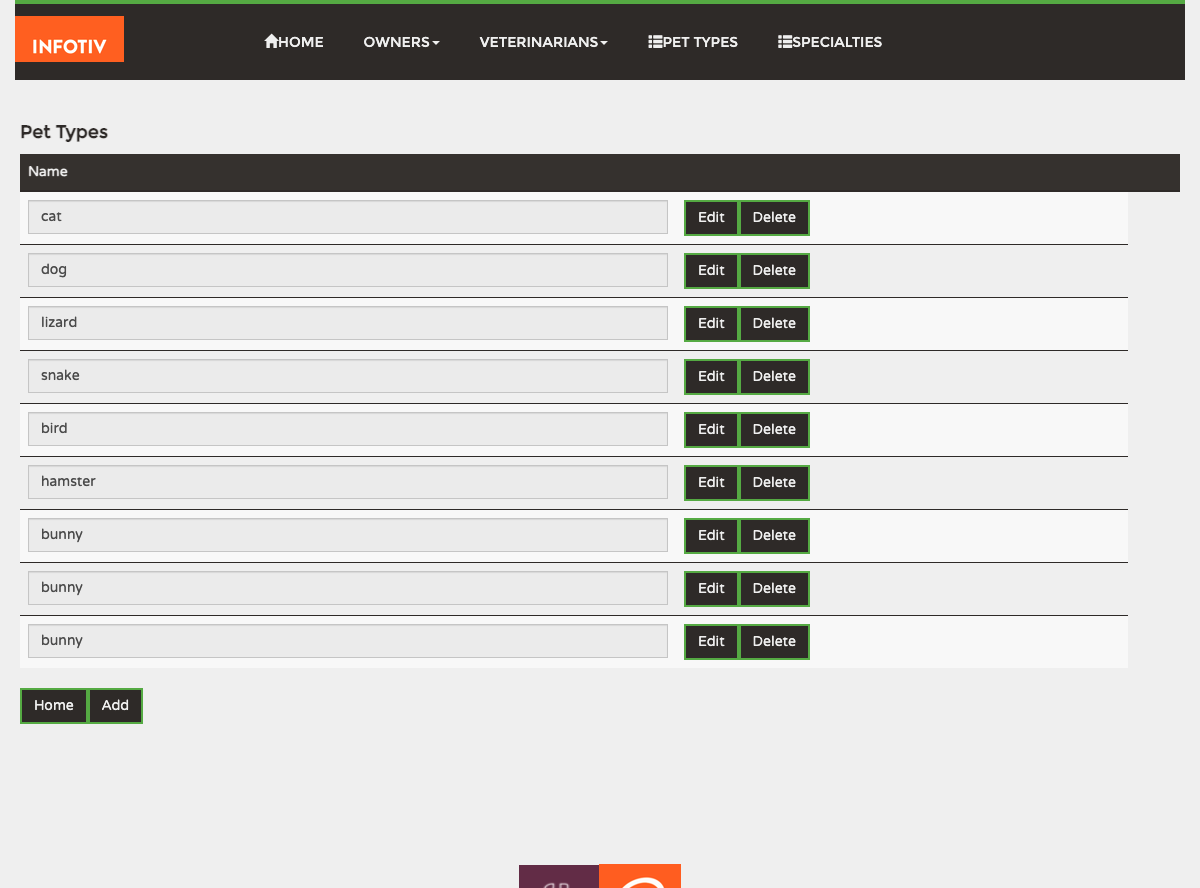 INFOTIV
HOME OWNERS VETERINARIANS PET TYPES SPECIALTIES
Pet Types
Name
cat Edit Delete
dog Edit Delete
lizard Edit Delete
snake Edit Delete
bird Edit Delete
hamster Edit Delete
bunny Edit Delete
bunny Edit Delete
bunny Edit Delete
Home Add